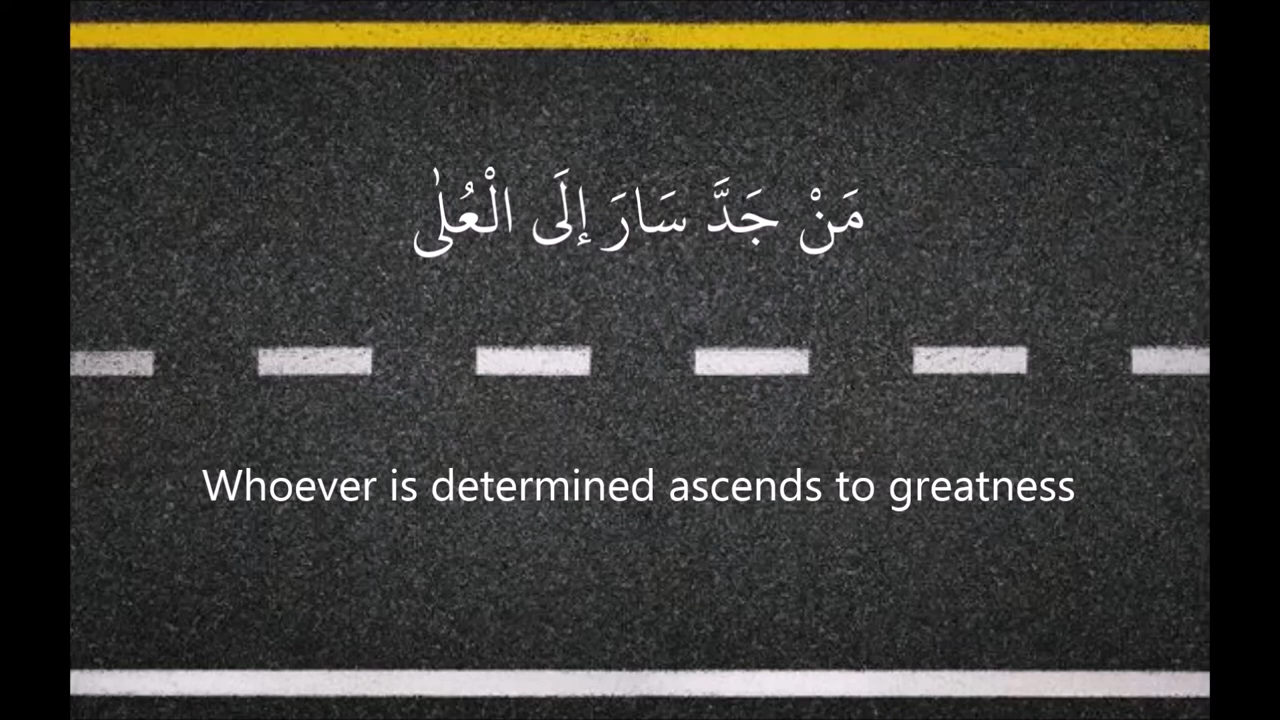 مَنْ جَدَّ سَارَ إِلَى الْعُلٰى
Whoever is determined ascends to greatness